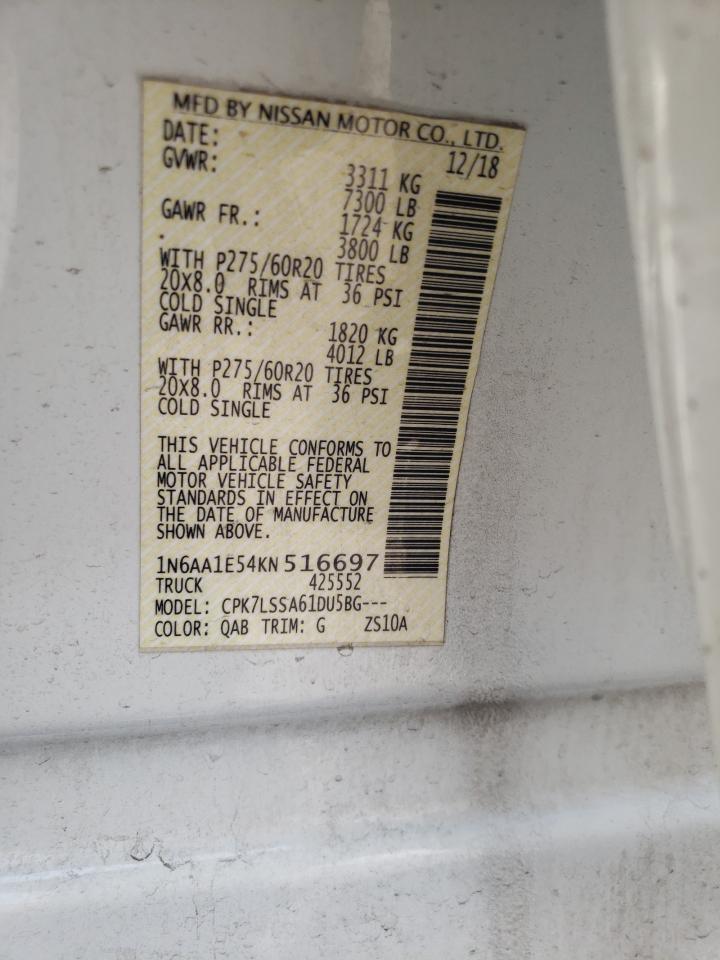 MFD BY NISSAN MOTOR CO., LTD.
DATE: 12/18
GVWR: 3311 KG
7300 LB
GAWR FR.: 1724 KG
. 3800 LB
WITH P275/60R20 TIRES
20X8.0 RIMS AT 36 PSI
COLD SINGLE
GAWR RR.: 1820 KG
4012 LB
WITH P275/60R20 TIRES
20X8.0 RIMS AT 36 PSI
COLD SINGLE
THIS VEHICLE CONFORMS TO
ALL APPLICABLE FEDERAL
MOTOR VEHICLE SAFETY
STANDARDS IN EFFECT ON
THE DATE OF MANUFACTURE
SHOWN ABOVE.
1N6AA1E54KN516697
TRUCK 425552
MODEL: CPK7LSSA61DU5BG---
COLOR: QAB TRIM: G ZS10A